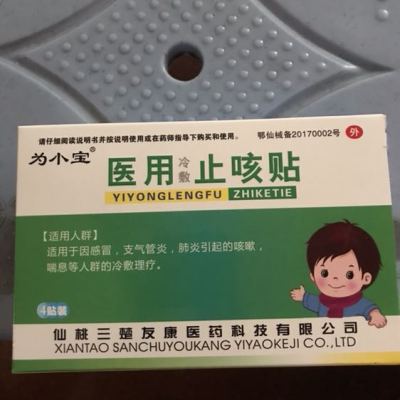 请仔细阅读说明书并按说明使用或在药师指导下购买和使用。
鄂仙械备20170002号 外
为小宝®
医用冷敷止咳贴
YIYONGLENGFU ZHIKETIE
【适用人群】
适用于因感冒，支气管炎，肺炎引起的咳嗽，
喘息等人群的冷敷理疗。
4贴装
仙桃三楚友康医药科技有限公司
XIANTAO SANCHUYOUKANG YIYAOKEJI CO.,LTD